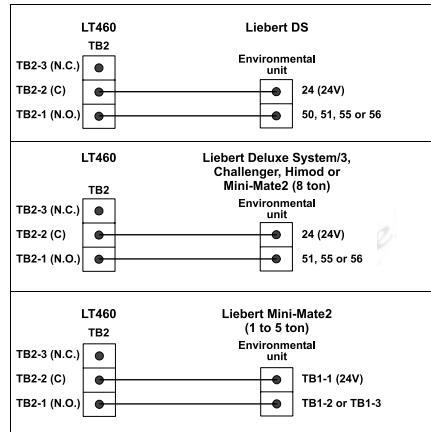 LT460
Liebert DS
TB2
Environmental
unit
TB2-3 (N.C.)
TB2-2 (C)
24 (24V)
TB2-1 (N.O.)
50, 51, 55 or 56
LT460
Liebert Deluxe System/3,
Challenger, Himod or
Mini-Mate2 (8 ton)
TB2
Environmental
unit
TB2-3 (N.C.)
TB2-2 (C)
24 (24V)
TB2-1 (N.O.)
51, 55 or 56
LT460
Liebert Mini-Mate2
(1 to 5 ton)
TB2
Environmental
unit
TB2-3 (N.C.)
TB2-2 (C)
TB1-1 (24V)
TB2-1 (N.O.)
TB1-2 or TB1-3